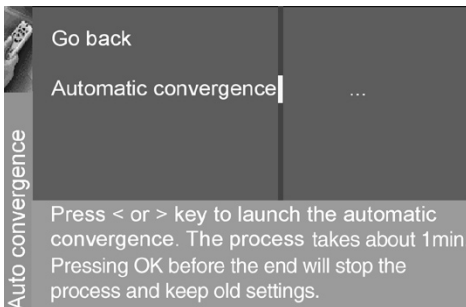 Go back
Automatic convergence ...
Auto convergence
Press < or > key to launch the automatic
convergence. The process takes about 1min
Pressing OK before the end will stop the
process and keep old settings.